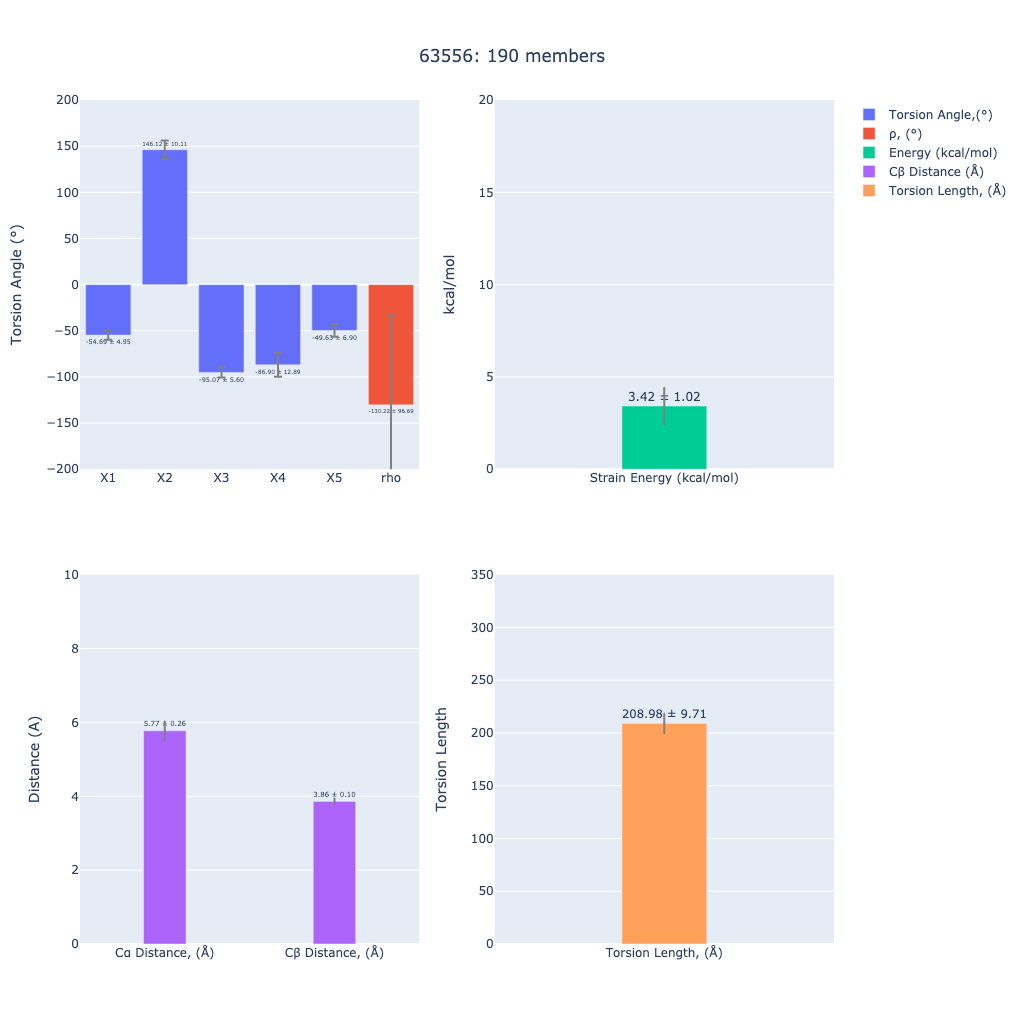 63556: 190 members
Torsion Angle (°)
200
150
100
50
0
−50
−100
−150
−200
-54.69 ± 4.95
146.12 ± 10.11
-95.07 ± 5.60
-86.90 ± 12.89
-49.63 ± 6.90
-130.22 ± 96.69
X1 X2 X3 X4 X5 rho
kcal/mol
20
15
10
5
0
3.42 ± 1.02
Strain Energy (kcal/mol)
Torsion Angle,(°)
ρ, (°)
Energy (kcal/mol)
Cβ Distance (Å)
Torsion Length, (Å)
Distance (A)
10
8
6
4
2
0
5.77 ± 0.26
3.86 ± 0.10
Cα Distance, (Å) Cβ Distance, (Å)
Torsion Length
350
300
250
200
150
100
50
0
208.98 ± 9.71
Torsion Length, (Å)